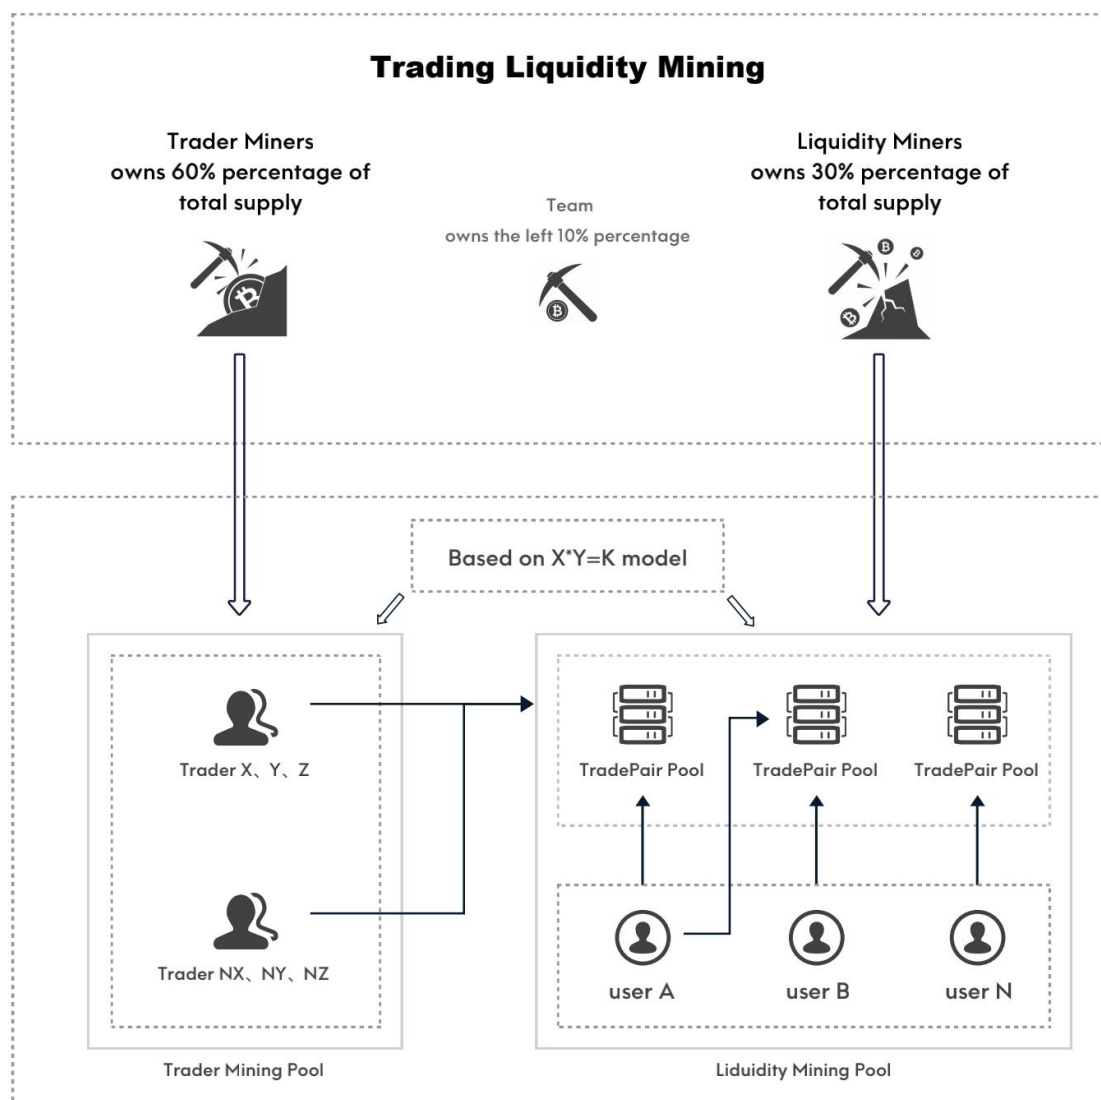 Trading Liquidity Mining
Trader Miners
owns 60% percentage of
total supply
Team
owns the left 10% percentage
Liquidity Miners
owns 30% percentage of
total supply
Based on X*Y=K model
Trader X、Y、Z
Trader NX、NY、NZ
Trader Mining Pool
TradePair Pool
TradePair Pool
TradePair Pool
user A
user B
user N
Liduidity Mining Pool